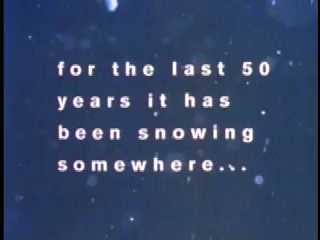 for the last 50
years it has
been snowing
somewhere...